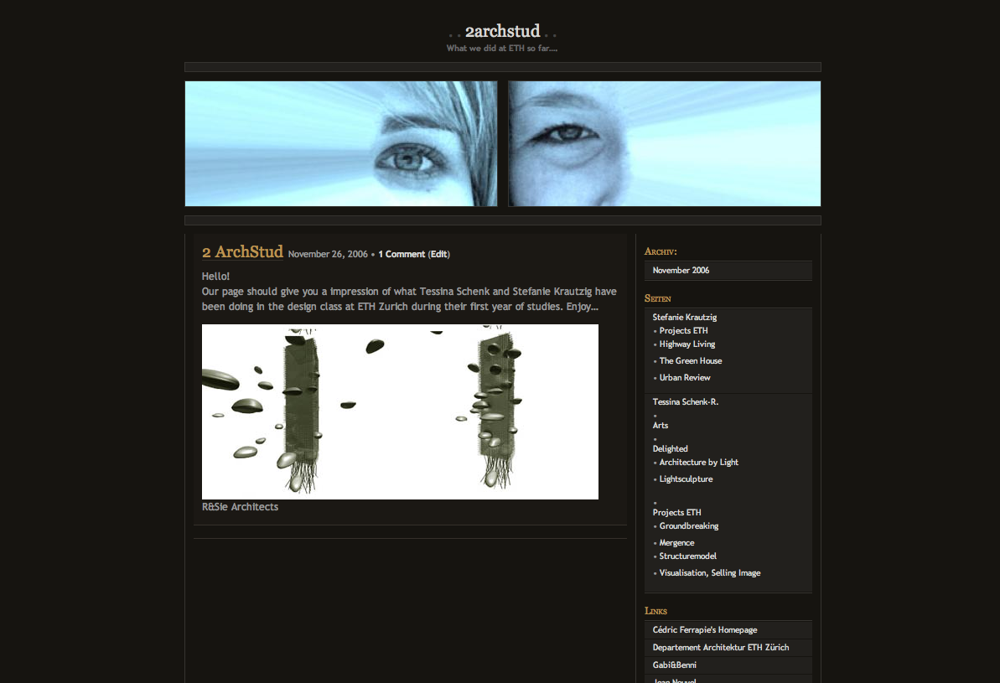 . . 2archstud . .
What we did at ETH so far....
2 ArchStud November 26, 2006 • 1 Comment (Edit)
Hello!
Our page should give you a impression of what Tessina Schenk and Stefanie Krautzig have
been doing in the design class at ETH Zurich during their first year of studies. Enjoy...
R&Sie Architects
Archiv:
November 2006
Seiten
Stefanie Krautzig
• Projects ETH
• Highway Living
• The Green House
• Urban Review
Tessina Schenk-R.
•
Arts
•
Delighted
• Architecture by Light
• Lightsculpture
•
Projects ETH
• Groundbreaking
• Mergence
• Structuremodel
• Visualisation, Selling Image
Links
Cédric Ferrapie's Homepage
Departement Architektur ETH Zürich
Gabi&Benni
Jean Nouvel